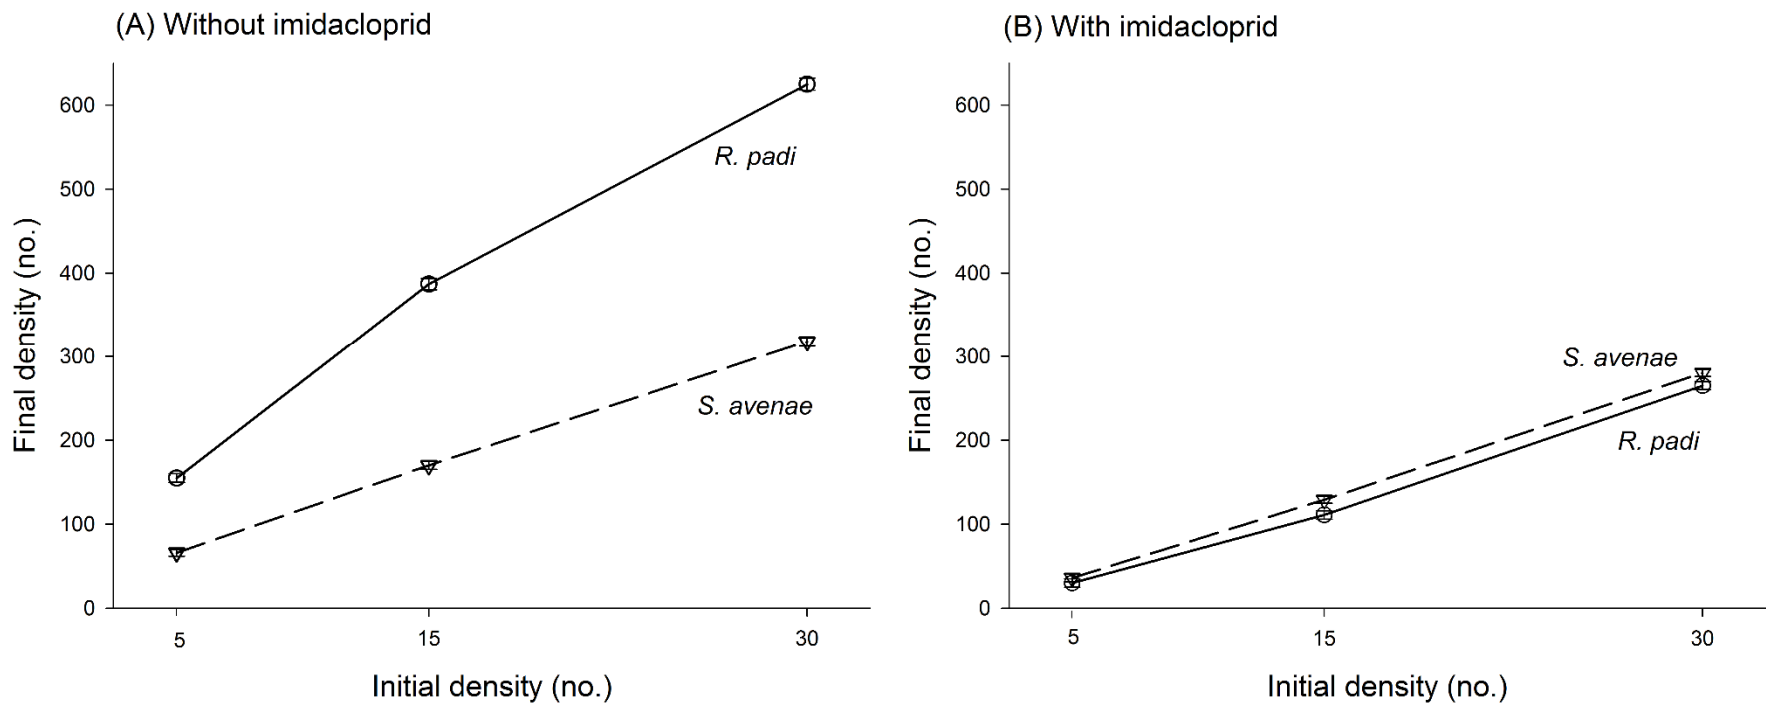 (A) Without imidacloprid
600
500
400
300
200
100
0
Final density (no.)
R. padi
S. avenae
5
15
30
Initial density (no.)
(B) With imidacloprid
600
500
400
300
200
100
0
Final density (no.)
S. avenae
R. padi
5
15
30
Initial density (no.)